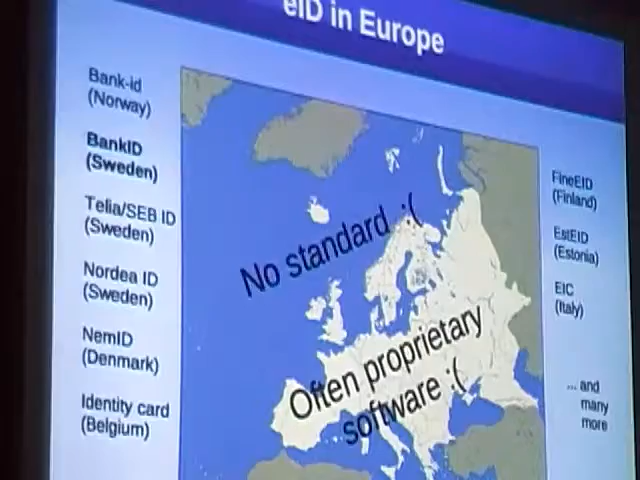 eID in Europe
Bank-id
(Norway)
BankID
(Sweden)
Telia/SEB ID
(Sweden)
Nordea ID
(Sweden)
NemID
(Denmark)
Identity card
(Belgium)
No standard :(
Often proprietary
software :(
FineEID
(Finland)
EstEID
(Estonia)
EIC
(Italy)
... and
many
more